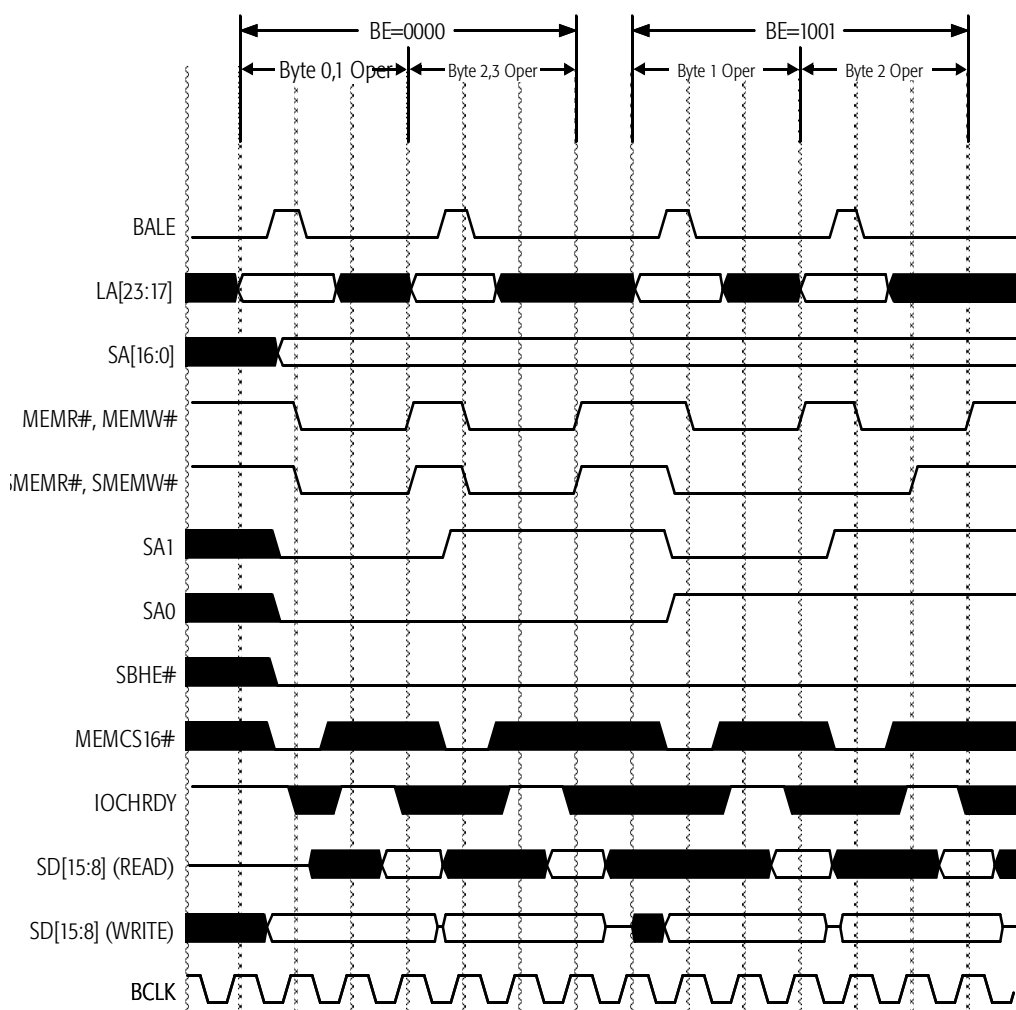 BE=0000 BE=1001
Byte 0,1 Oper Byte 2,3 Oper Byte 1 Oper Byte 2 Oper
BALE
LA[23:17]
SA[16:0]
MEMR#, MEMW#
SMEMR#, SMEMW#
SA1
SA0
SBHE#
MEMCS16#
IOCHRDY
SD[15:8] (READ)
SD[15:8] (WRITE)
BCLK